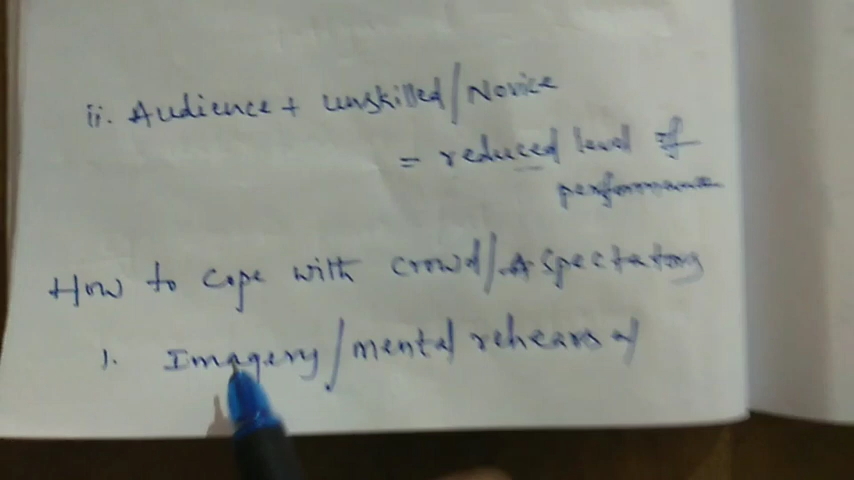 ii. Audience + unskilled/Novice
= reduced level of
performance
How to cope with crowd/spectators
1. Imagery/mental rehearsal